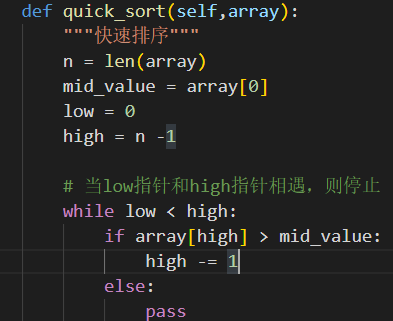 def quick_sort(self,array):
"""快速排序"""
n = len(array)
mid_value = array[0]
low = 0
high = n -1
# 当low指针和high指针相遇，则停止
while low < high:
if array[high] > mid_value:
high -= 1
else:
pass